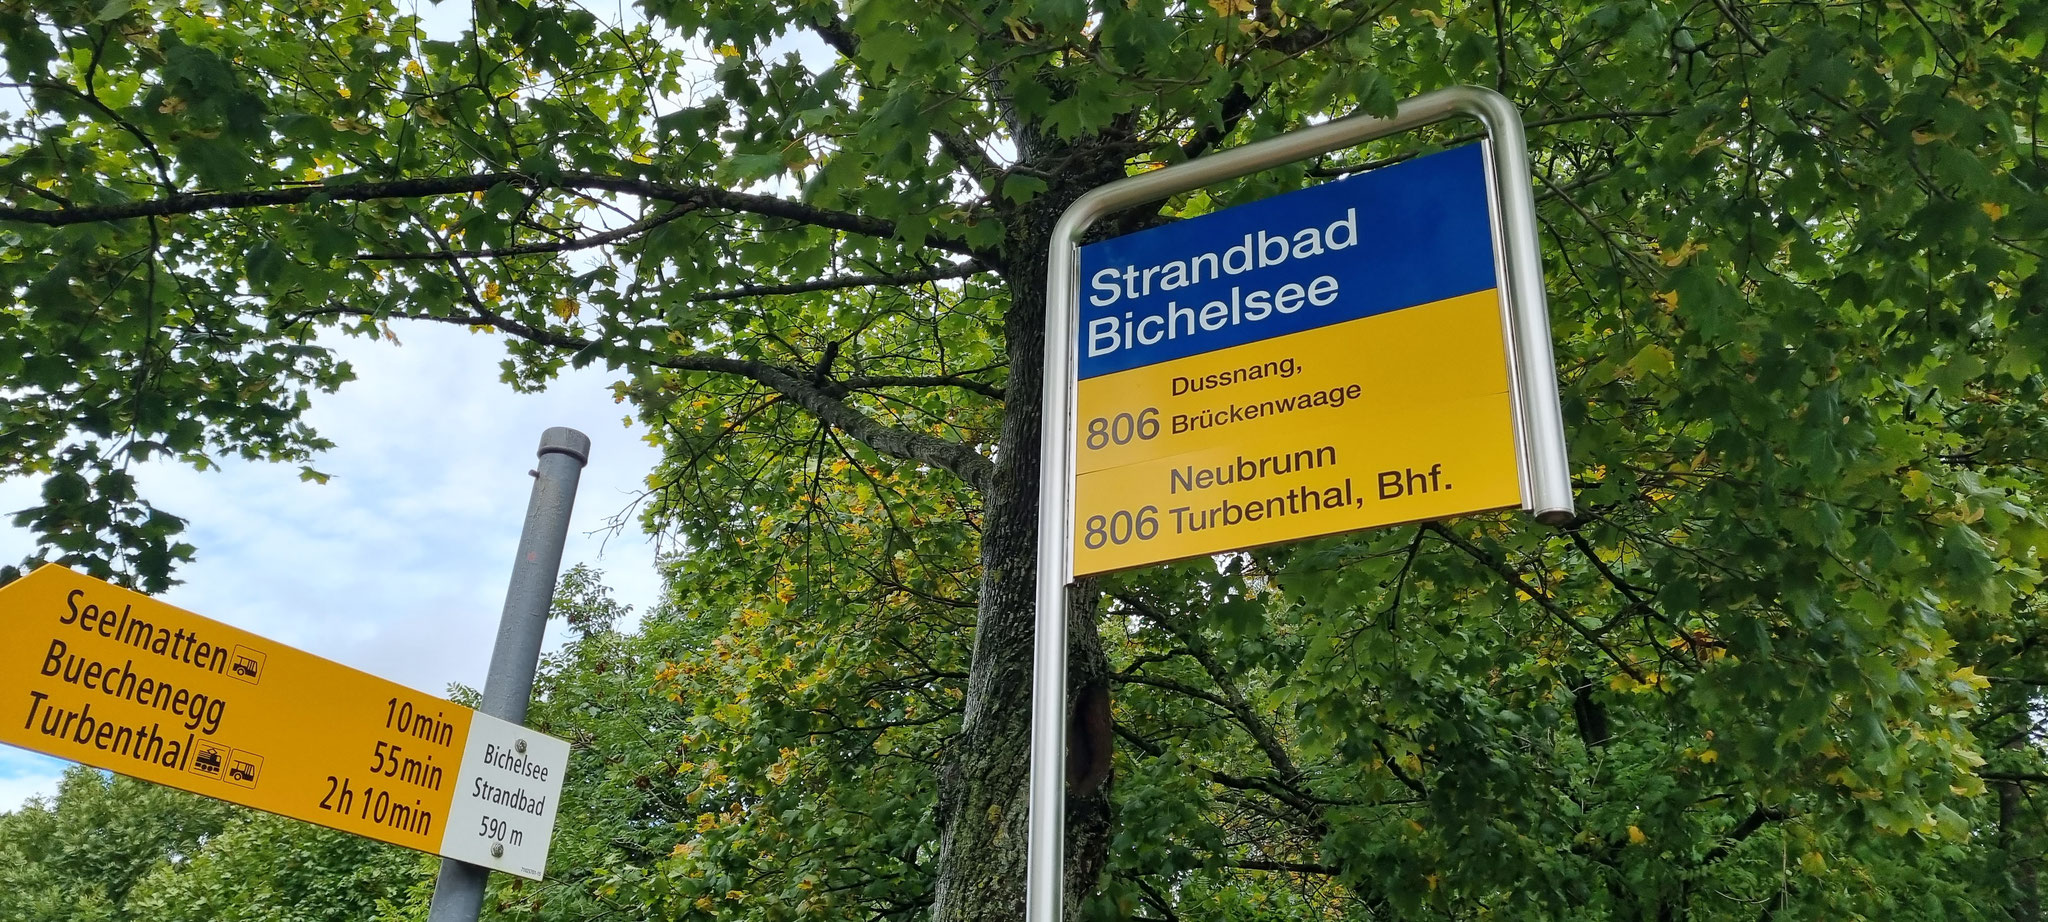 Strandbad
Bichelsee
Dussnang,
806 Brückenwaage
Neubrunn
806 Turbenthal, Bhf.
Seelmatten 10min
Buechenegg 55min
Turbenthal 2h 10min
Bichelsee
Strandbad
590 m